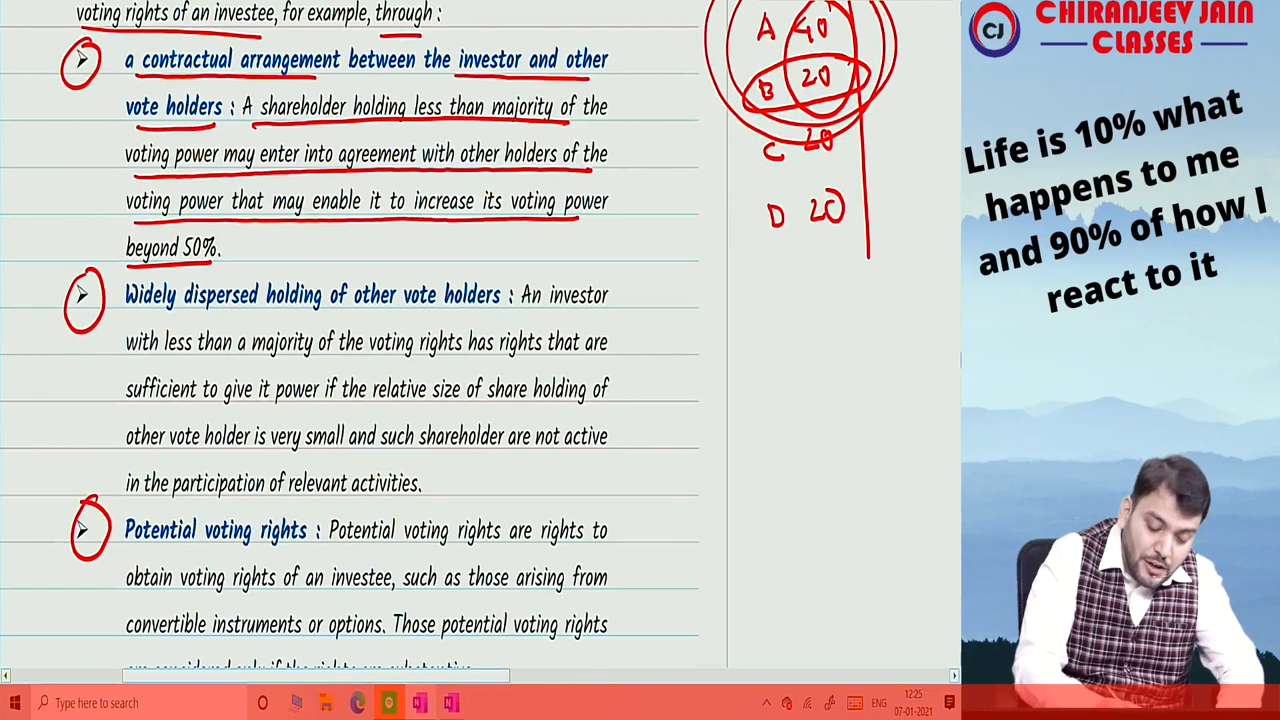 voting rights of an investee, for example, through :
➤ a contractual arrangement between the investor and other
vote holders : A shareholder holding less than majority of the
voting power may enter into agreement with other holders of the
voting power that may enable it to increase its voting power
beyond 50%.
➤ Widely dispersed holding of other vote holders : An investor
with less than a majority of the voting rights has rights that are
sufficient to give it power if the relative size of share holding of
other vote holder is very small and such shareholder are not active
in the participation of relevant activities.
➤ Potential voting rights : Potential voting rights are rights to
obtain voting rights of an investee, such as those arising from
convertible instruments or options. Those potential voting rights
are considered only if the rights are substantive
A 40
B 20
C 20
D 20
CJ
CHIRANJEEV JAIN
CLASSES
Life is 10% what
happens to me
and 90% of how I
react to it
Type here to search
ENG
12:25
07-01-2021